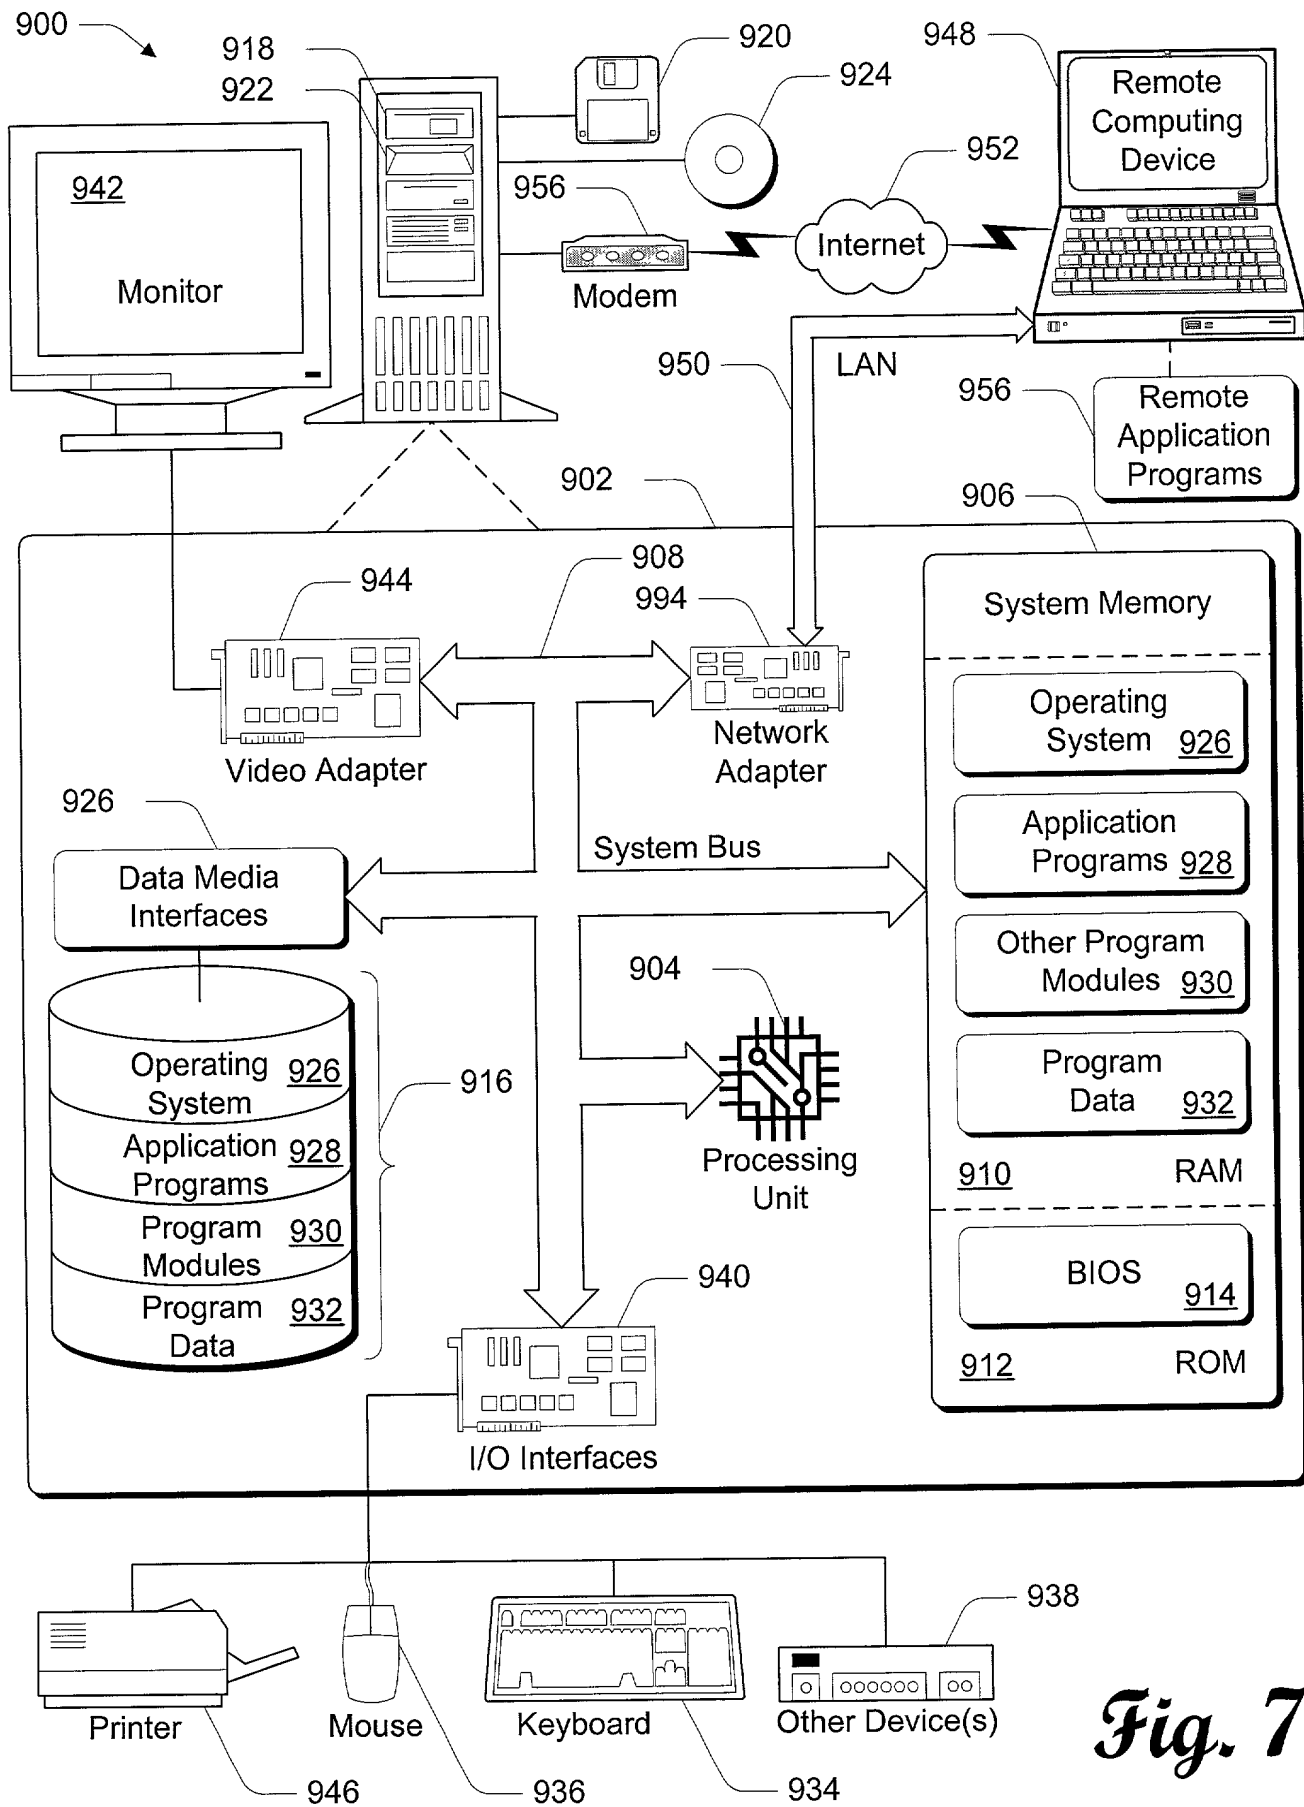 900
918
922
920
924
948
Remote
Computing
Device
942
Monitor
956
Modem
952
Internet
950
LAN
956
Remote
Application
Programs
902
906
908
944
994
Video Adapter
Network
Adapter
System Memory
Operating
System 926
Application
Programs 928
Other Program
Modules 930
Program
Data 932
910 RAM
BIOS
914
912 ROM
926
Data Media
Interfaces
System Bus
904
Processing
Unit
Operating
System 926
Application
Programs 928
Program
Modules 930
Program
Data 932
916
940
I/O Interfaces
938
Printer
Mouse
Keyboard
Other Device(s)
946
936
934
Fig. 7